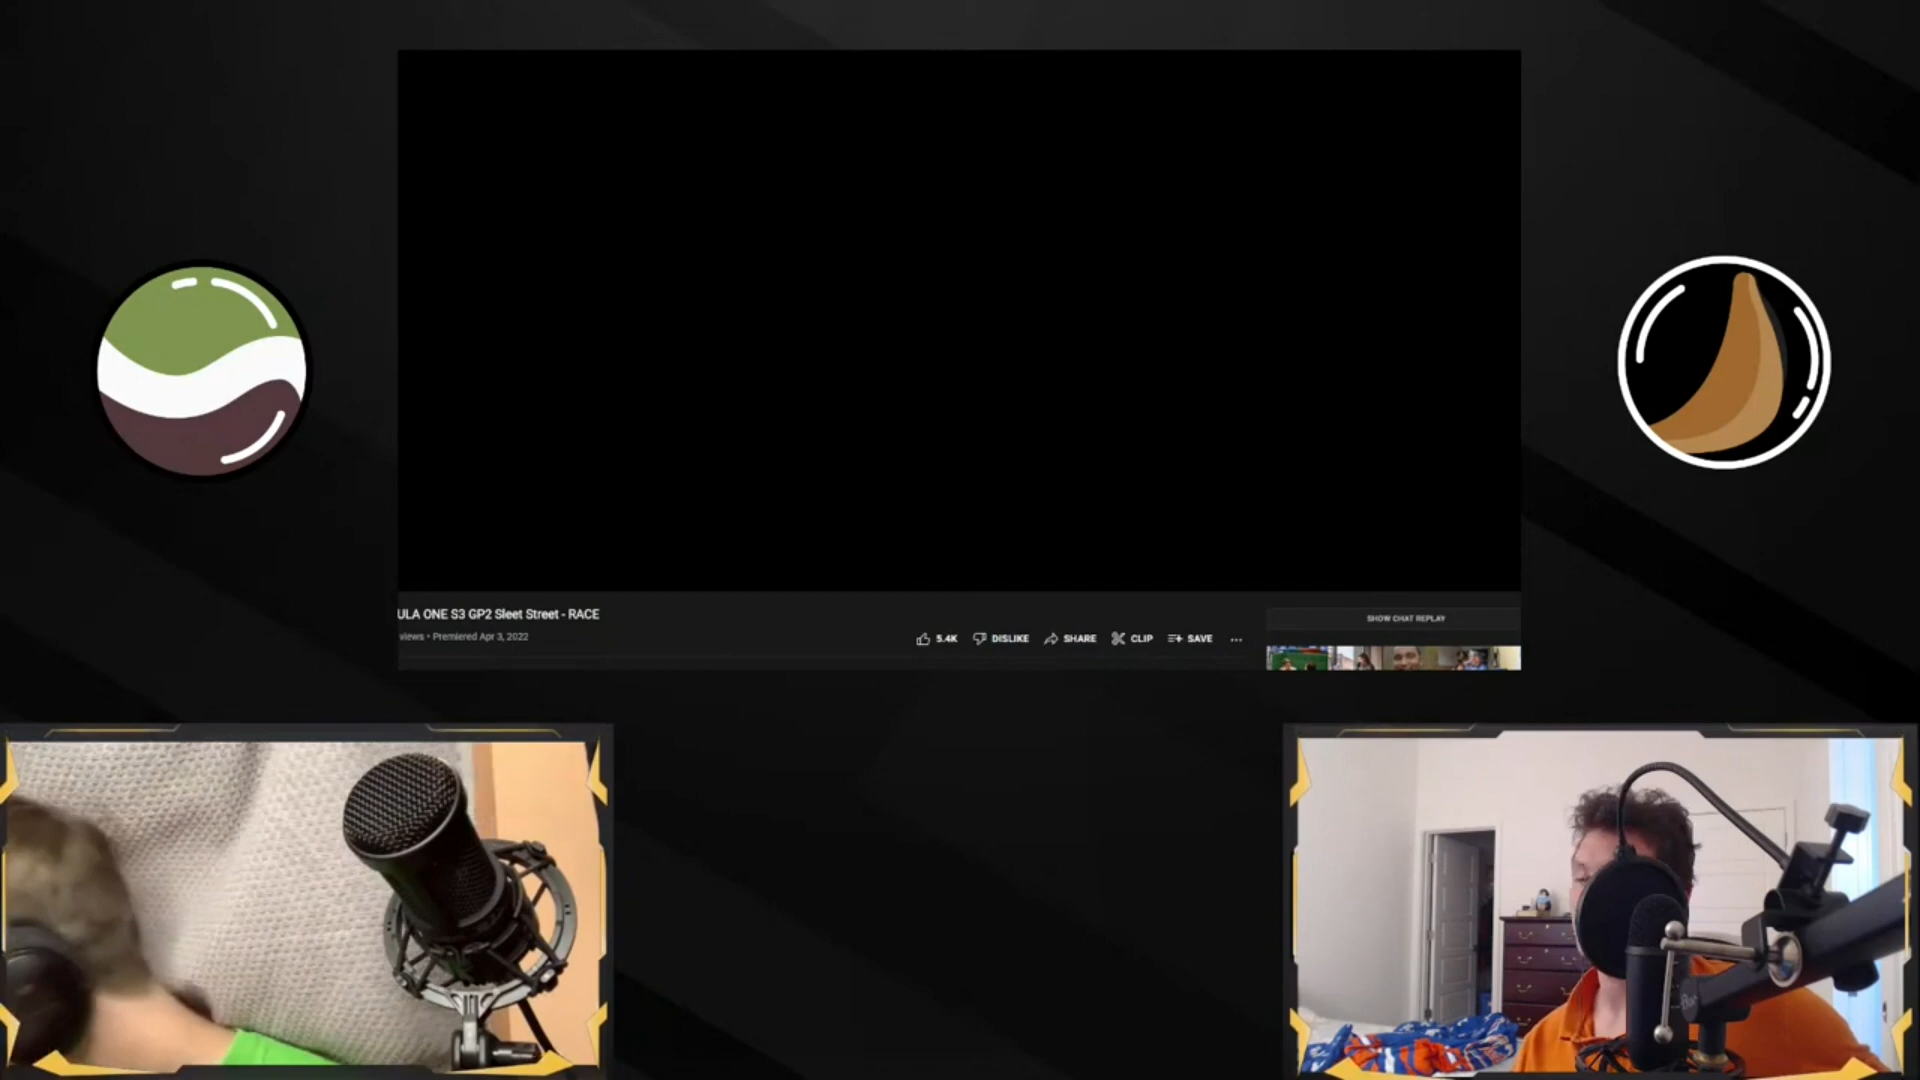 ULA ONE S3 GP2 Sleet Street - RACE
views • Premiered Apr 3, 2022
5.4K DISLIKE SHARE CLIP SAVE ...
SHOW CHAT REPLAY